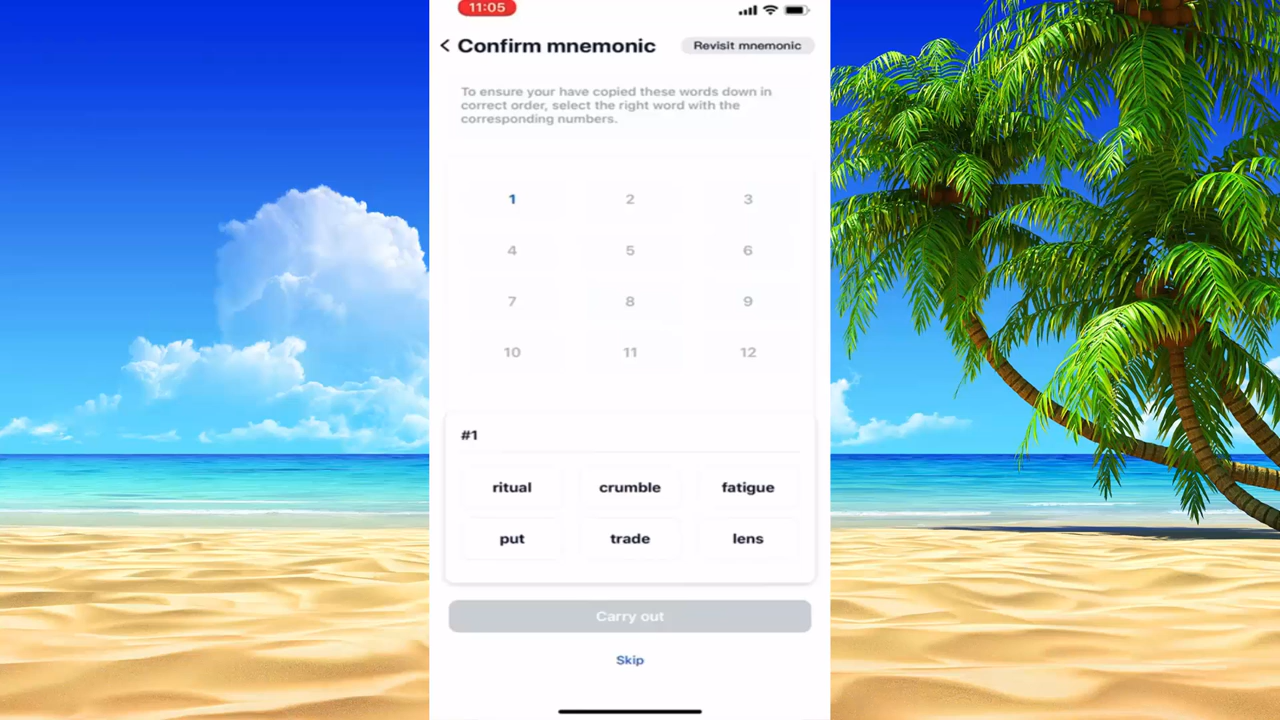 11:05
Confirm mnemonic
Revisit mnemonic
To ensure your have copied these words down in
correct order, select the right word with the
corresponding numbers.
1 2 3
4 5 6
7 8 9
10 11 12
#1
ritual crumble fatigue
put trade lens
Carry out
Skip